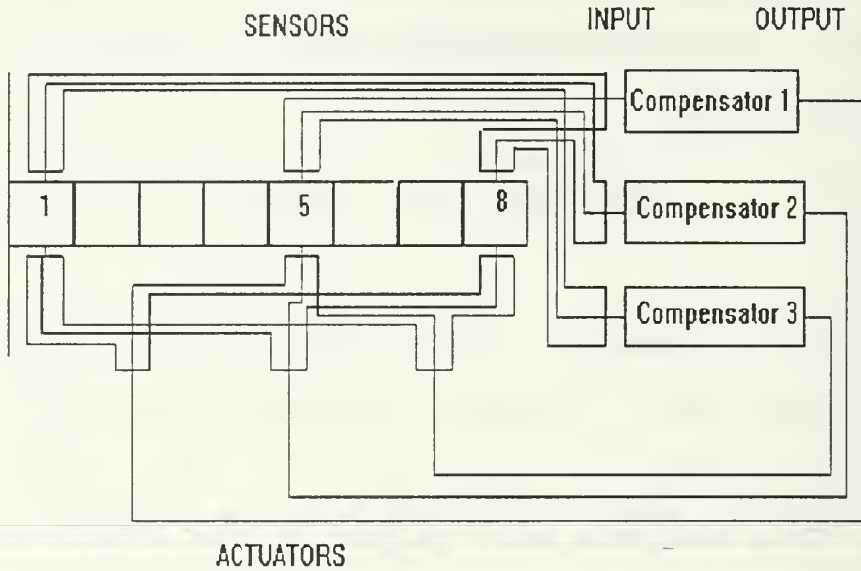 SENSORS INPUT OUTPUT
Compensator 1
1 5 8 Compensator 2
Compensator 3
ACTUATORS